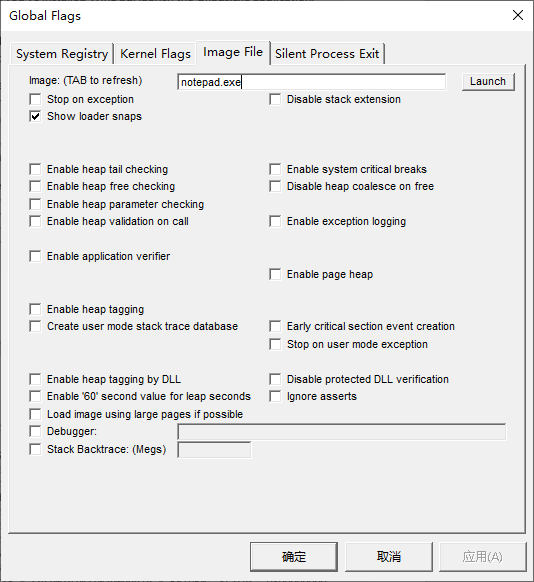 Global Flags
System Registry Kernel Flags Image File Silent Process Exit
Image: (TAB to refresh) notepad.exe Launch
Stop on exception Disable stack extension
Show loader snaps
Enable heap tail checking Enable system critical breaks
Enable heap free checking Disable heap coalesce on free
Enable heap parameter checking
Enable heap validation on call Enable exception logging
Enable application verifier
Enable page heap
Enable heap tagging
Create user mode stack trace database Early critical section event creation
Stop on user mode exception
Enable heap tagging by DLL Disable protected DLL verification
Enable '60' second value for leap seconds Ignore asserts
Load image using large pages if possible
Debugger:
Stack Backtrace: (Megs)
确定 取消 应用(A)